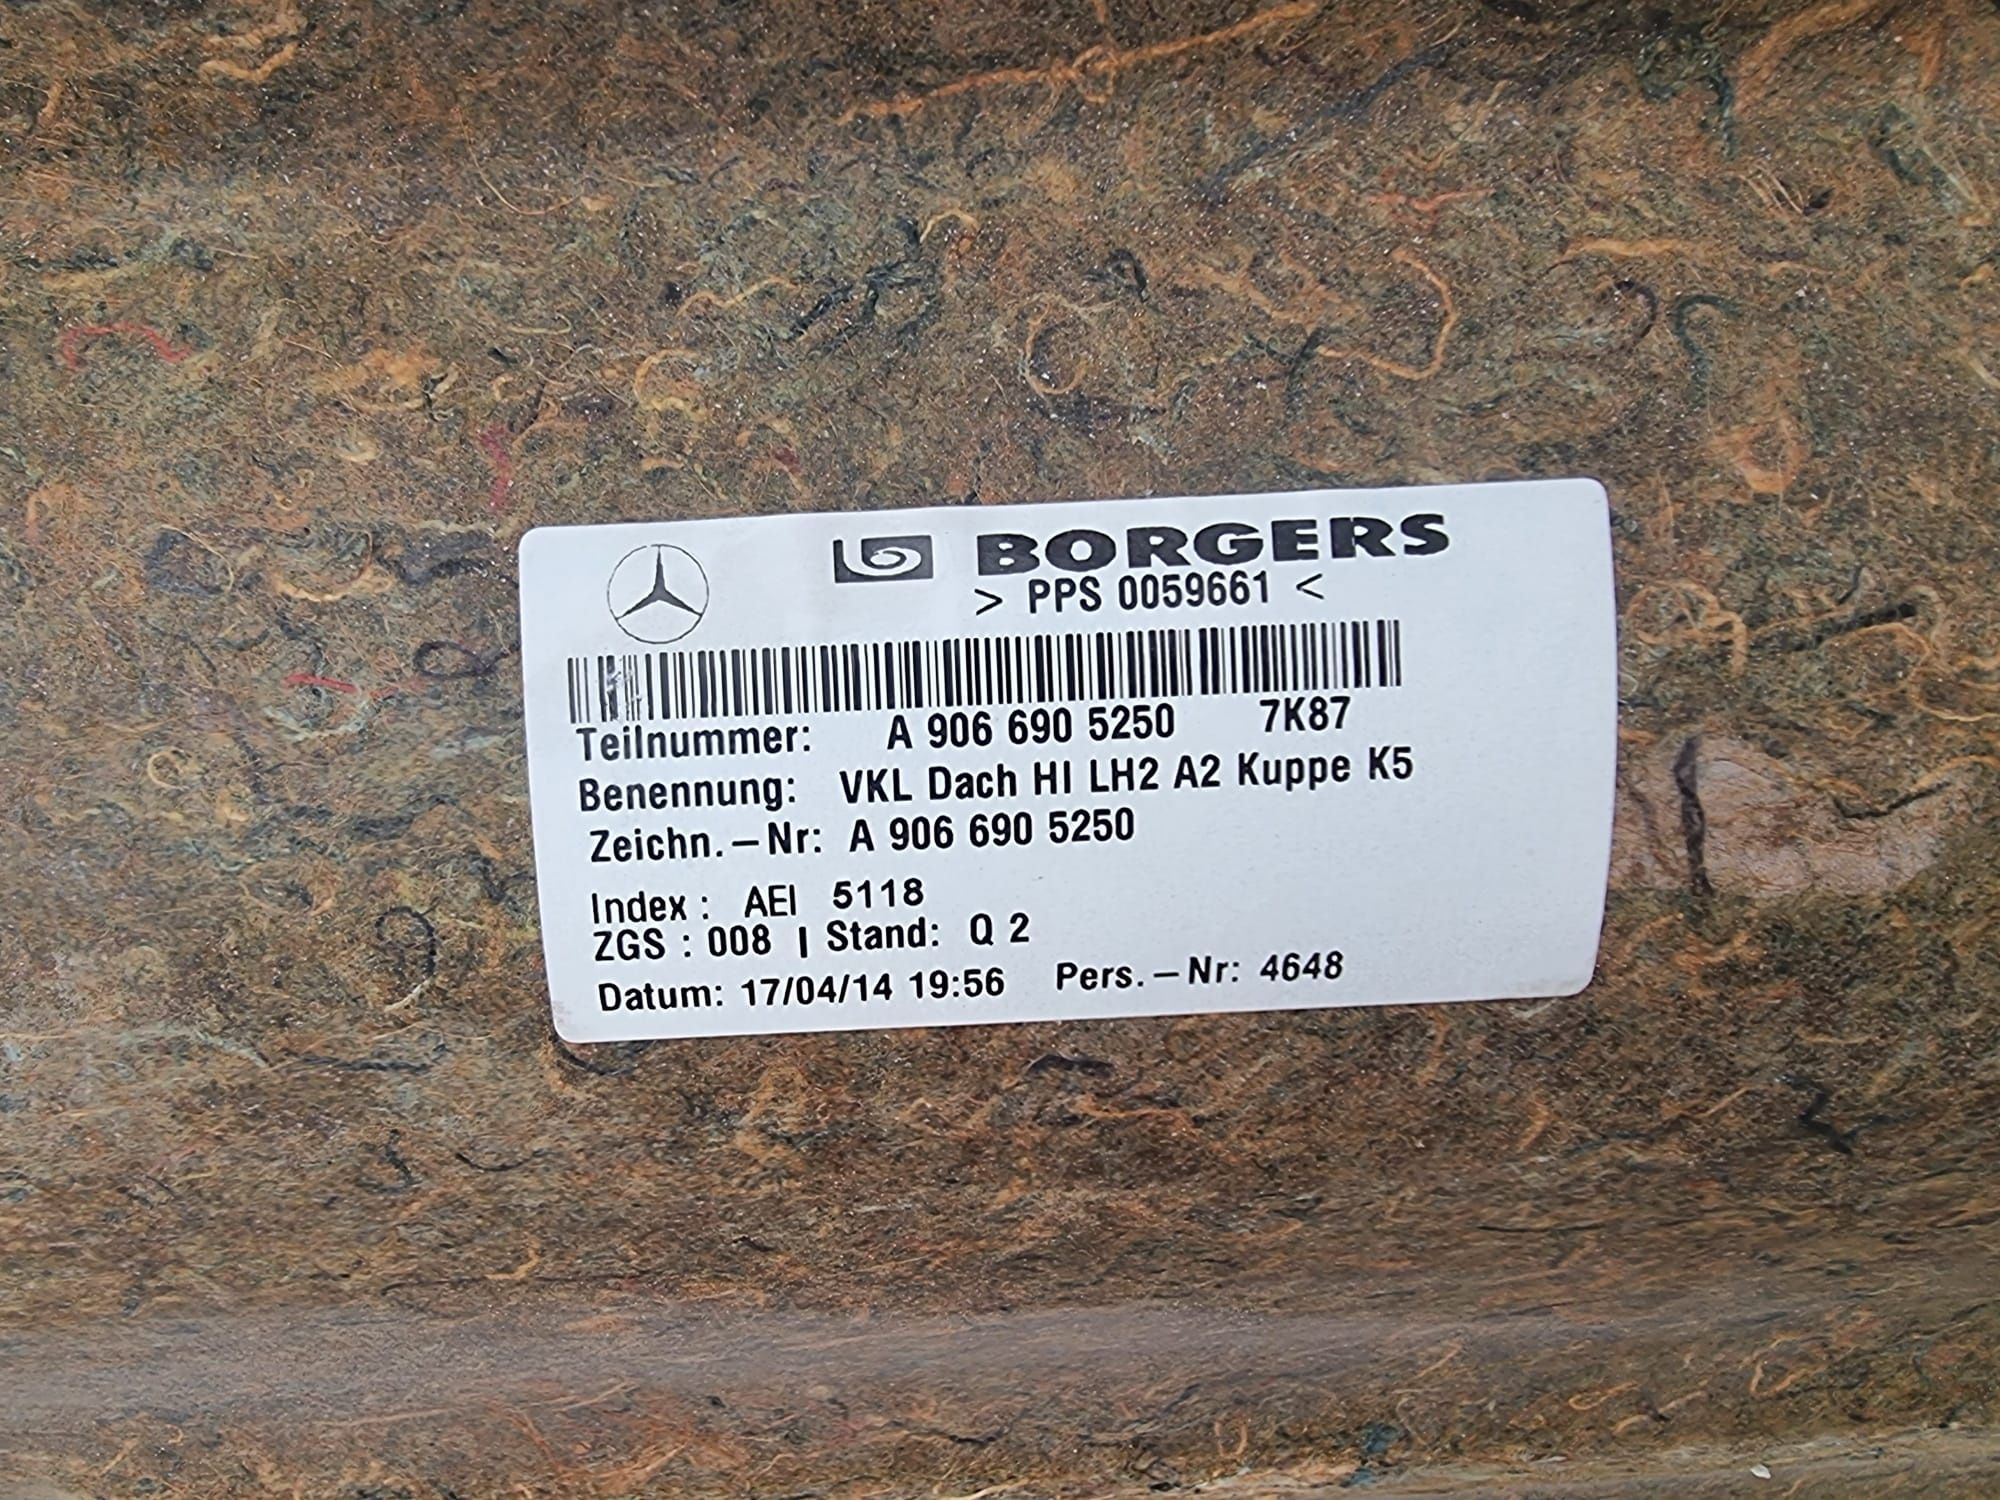 BORGERS
> PPS 0059661 <
Teilnummer: A 906 690 5250 7K87
Benennung: VKL Dach HI LH2 A2 Kuppe K5
Zeichn.-Nr: A 906 690 5250
Index: AEI 5118
ZGS: 008 | Stand: Q 2
Datum: 17/04/14 19:56 Pers.-Nr: 4648